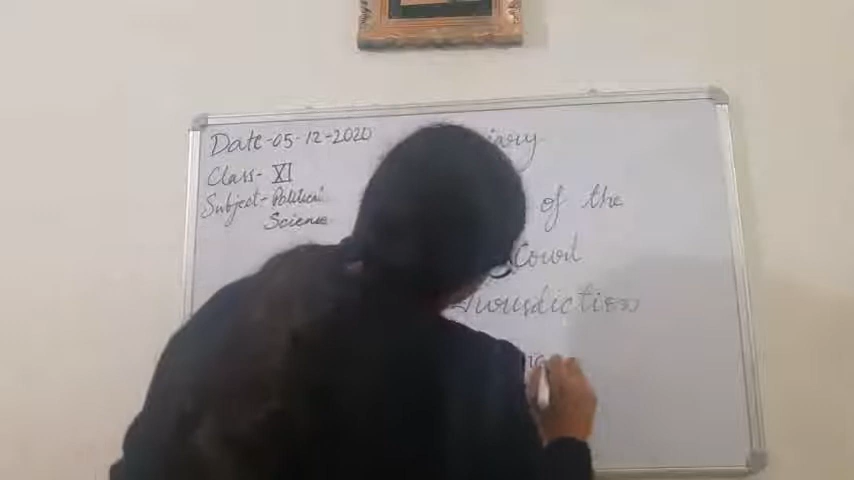 Date-05-12-2020
Class- XI
Subject- Political
Science
of the
Court
Jurisdiction